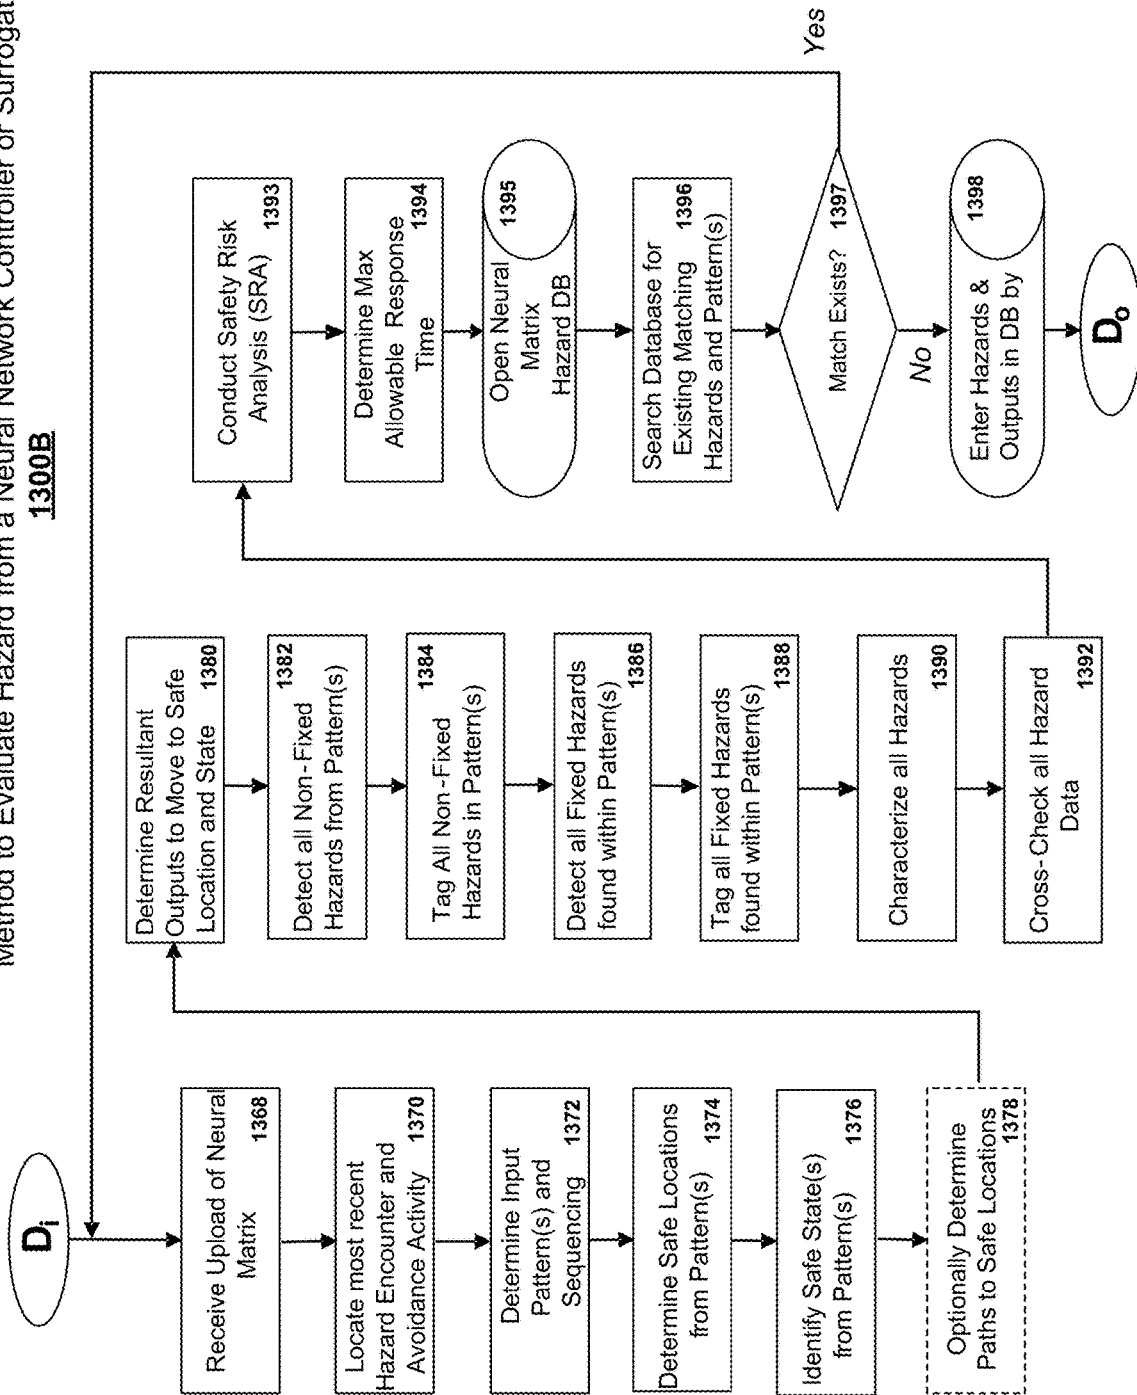 Method to Evaluate Hazard from a Neural Network Controller or
1300B
Di
Receive Upload of Neural
Matrix
1368
Locate most recent
Hazard Encounter and
Avoidance Activity
1370
Determine Input
Pattern(s) and
Sequencing
1372
Determine Safe Locations
from Pattern(s)
1374
Identify Safe State(s)
from Pattern(s)
1376
Optionally Determine
Paths to Safe Locations
1378
Determine Resultant
Outputs to Move to Safe
Location and State
1380
Detect all Non-Fixed
Hazards from Pattern(s)
1382
Tag All Non-Fixed
Hazards in Pattern(s)
1384
Detect all Fixed Hazards
found within Pattern(s)
1386
Tag all Fixed Hazards
found within Pattern(s)
1388
Characterize all Hazards
1390
Cross-Check all Hazard
Data
1392
Conduct Safety Risk
Analysis (SRA)
1393
Determine Max
Allowable Response
Time
1394
Open Neural
Matrix
Hazard DB
1395
Search Database for
Existing Matching
Hazards and Pattern(s)
1396
Match Exists?
1397
Yes
No
Enter Hazards &
Outputs in DB by
1398
Do